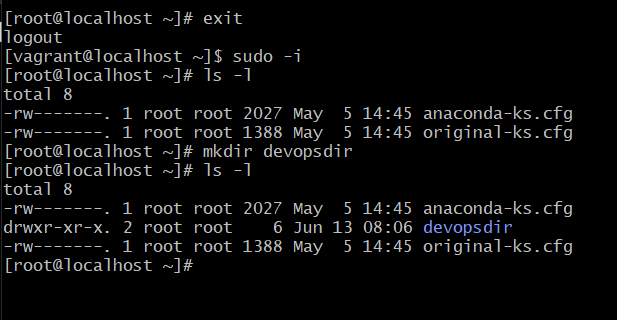 [root@localhost ~]# exit
logout
[vagrant@localhost ~]$ sudo -i
[root@localhost ~]# ls -l
total 8
-rw-------. 1 root root 2027 May  5 14:45 anaconda-ks.cfg
-rw-------. 1 root root 1388 May  5 14:45 original-ks.cfg
[root@localhost ~]# mkdir devopsdir
[root@localhost ~]# ls -l
total 8
-rw-------. 1 root root 2027 May  5 14:45 anaconda-ks.cfg
drwxr-xr-x. 2 root root    6 Jun 13 08:06 devopsdir
-rw-------. 1 root root 1388 May  5 14:45 original-ks.cfg
[root@localhost ~]#